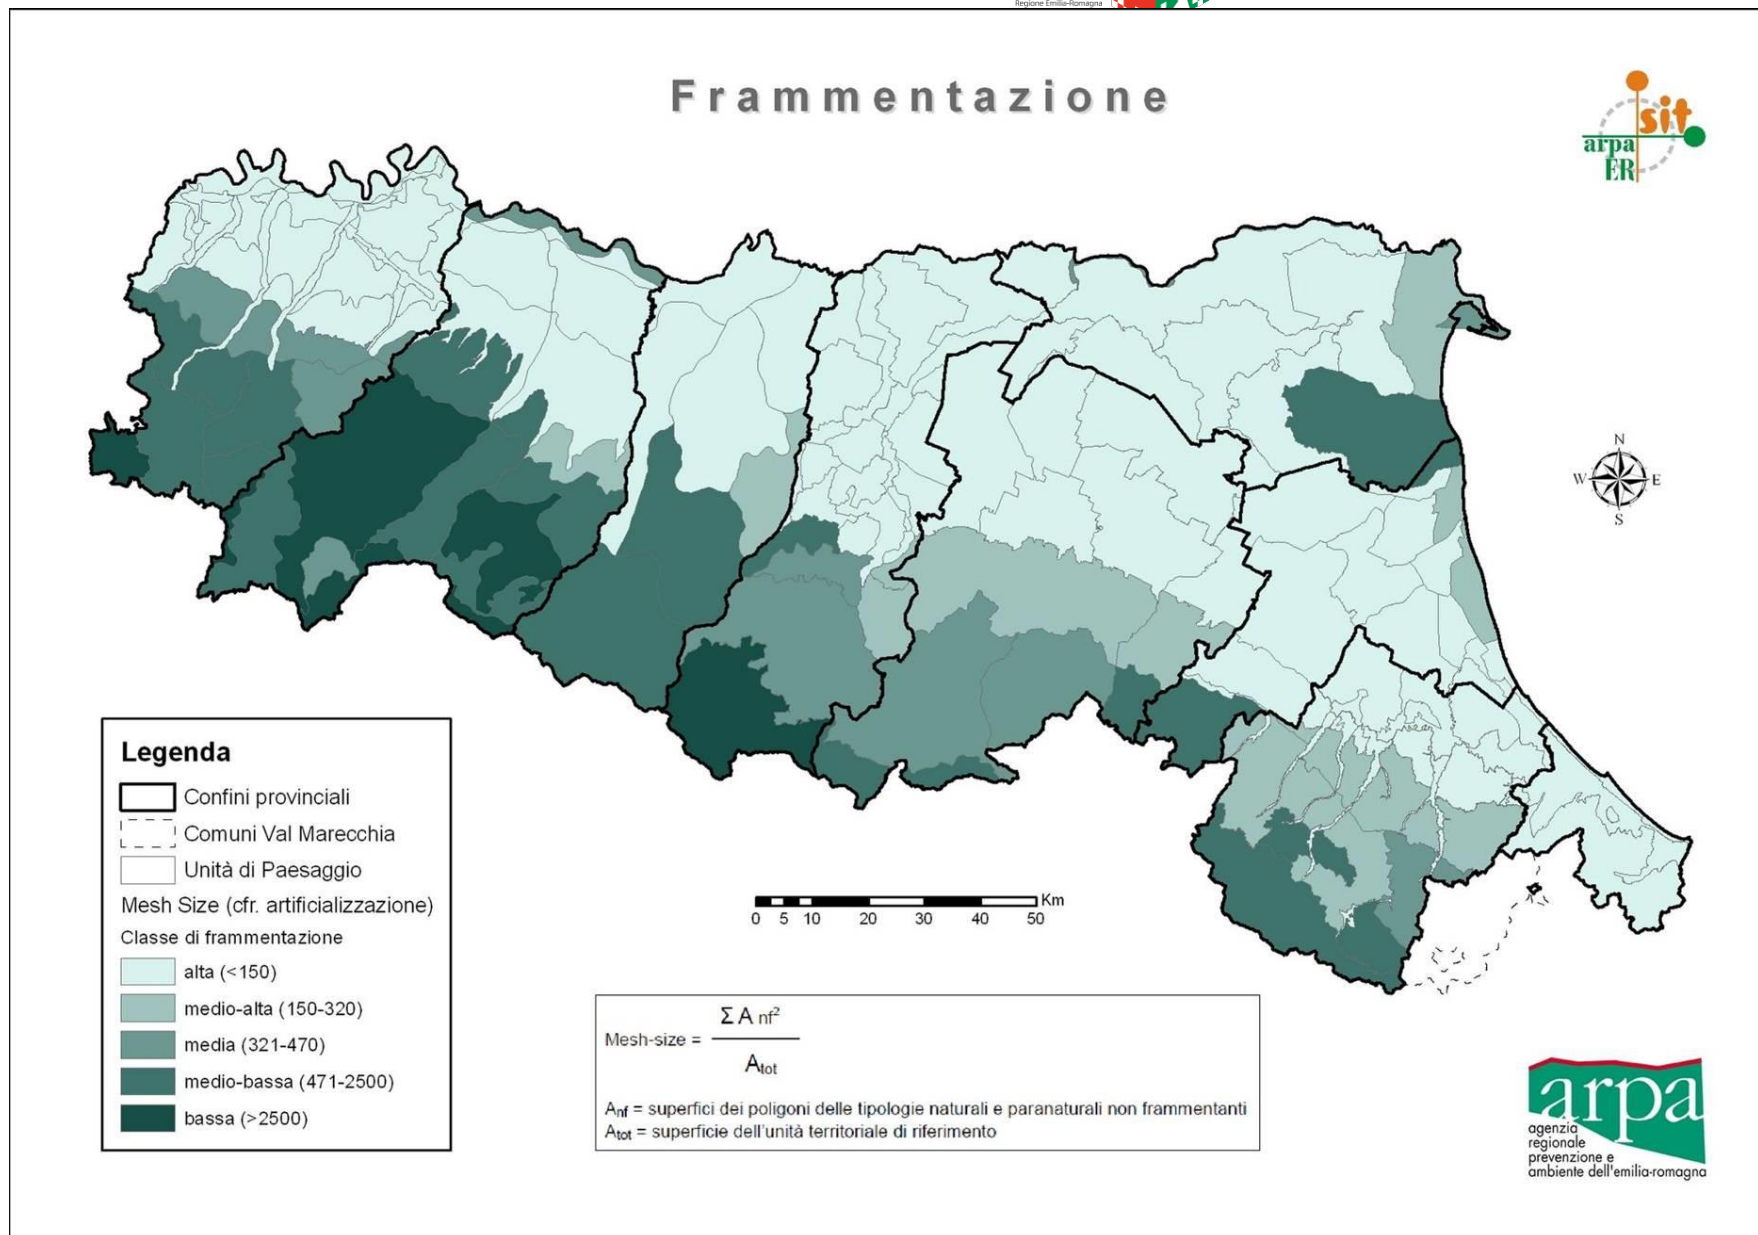 Regione Emilia-Romagna
Frammentazione
sit
arpa
ER
N
W E
S
Legenda
Confini provinciali
Comuni Val Marecchia
Unità di Paesaggio
Mesh Size (cfr. artificializzazione)
Classe di frammentazione
alta (<150)
medio-alta (150-320)
media (321-470)
medio-bassa (471-2500)
bassa (>2500)
Km
0 5 10 20 30 40 50
Mesh-size = Σ A nf² / Atot
Anf = superfici dei poligoni delle tipologie naturali e paranaturali non frammentanti
Atot = superficie dell'unità territoriale di riferimento
arpa
agenzia
regionale
prevenzione e
ambiente dell'emilia-romagna